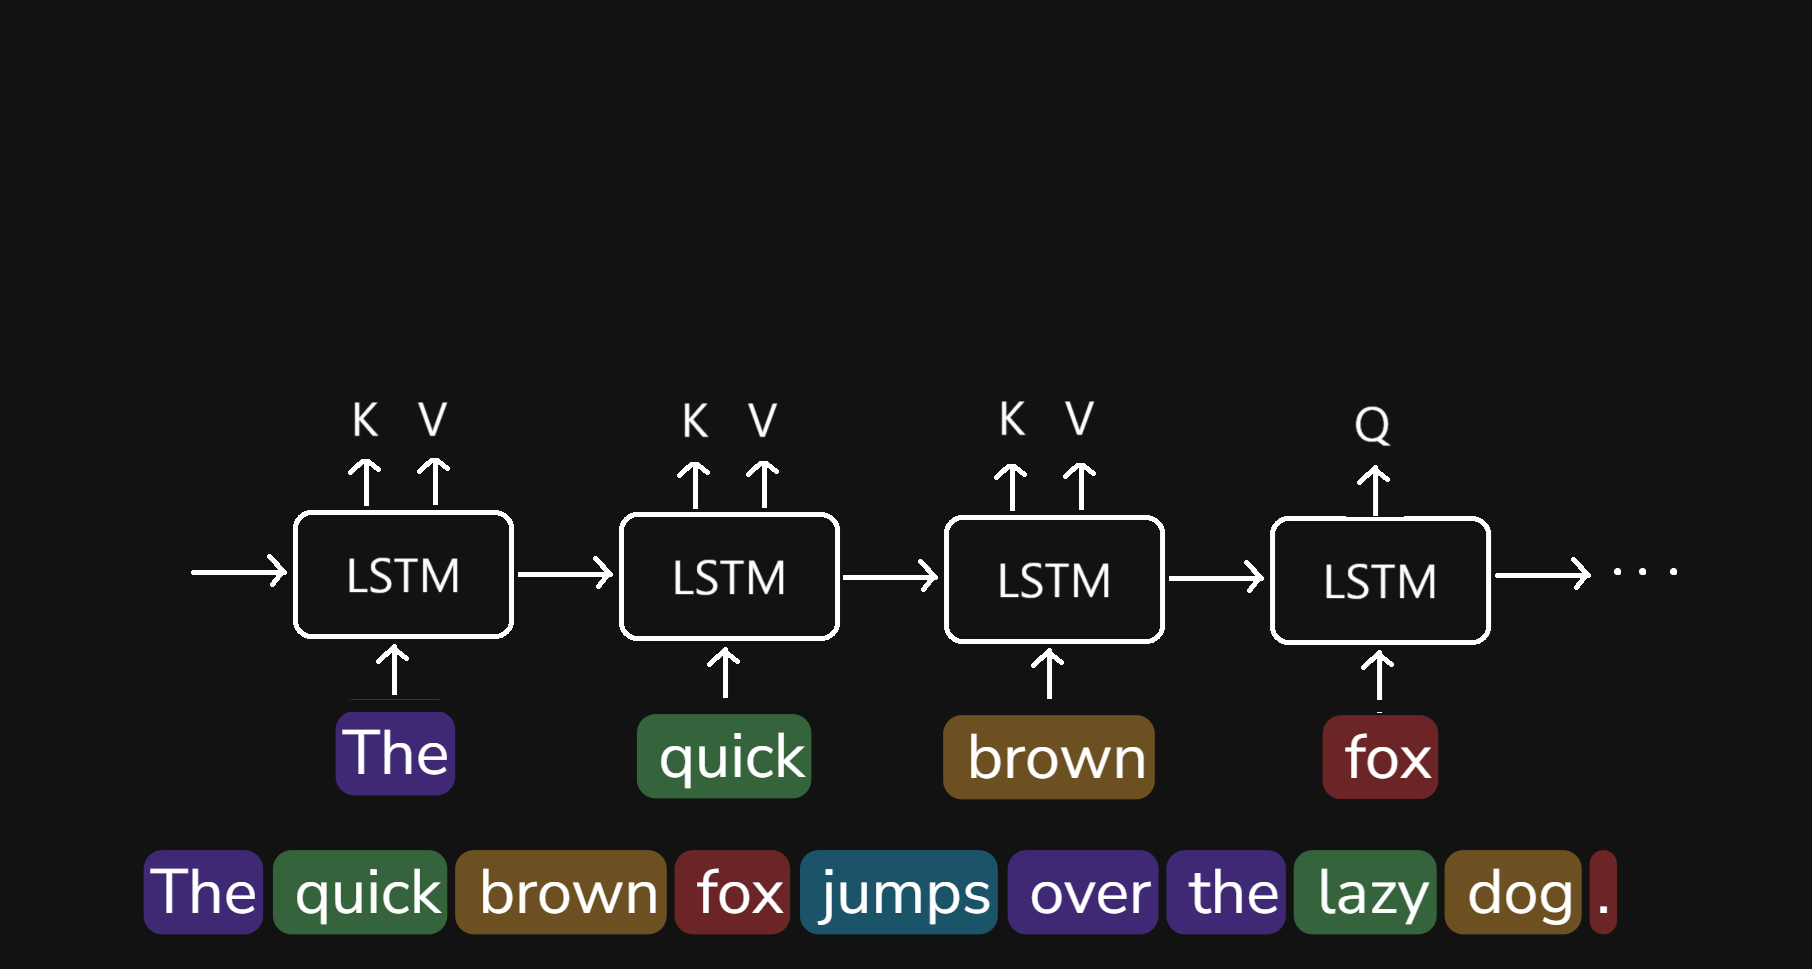 K V K V K V Q
LSTM LSTM LSTM LSTM . . .
The quick brown fox
The quick brown fox jumps over the lazy dog.